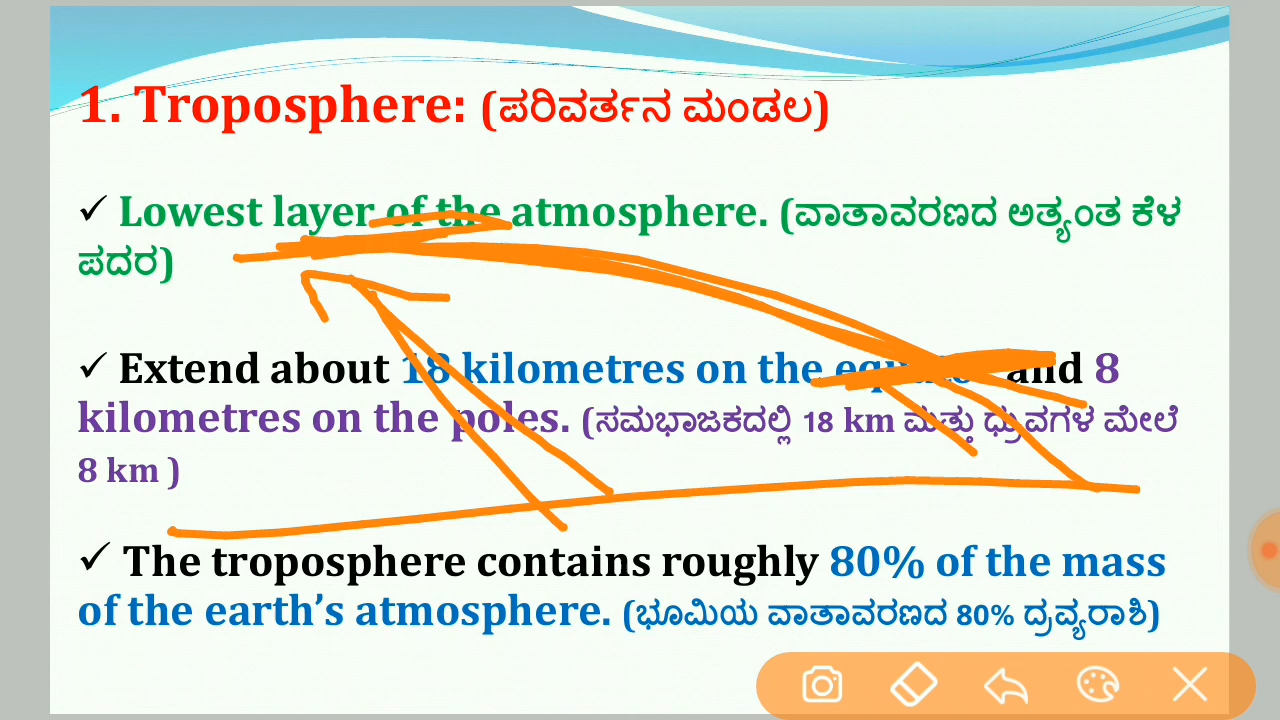 1. Troposphere: (ಪರಿವರ್ತನ ಮಂಡಲ)
✓ Lowest layer of the atmosphere. (ವಾತಾವರಣದ ಅತ್ಯಂತ ಕೆಳ
ಪದರ)
✓ Extend about 18 kilometres on the equator and 8
kilometres on the poles. (ಸಮಭಾಜಕದಲ್ಲಿ 18 km ಮತ್ತು ಧ್ರುವಗಳ ಮೇಲೆ
8 km )
✓ The troposphere contains roughly 80% of the mass
of the earth’s atmosphere. (ಭೂಮಿಯ ವಾತಾವರಣದ 80% ದ್ರವ್ಯರಾಶಿ)